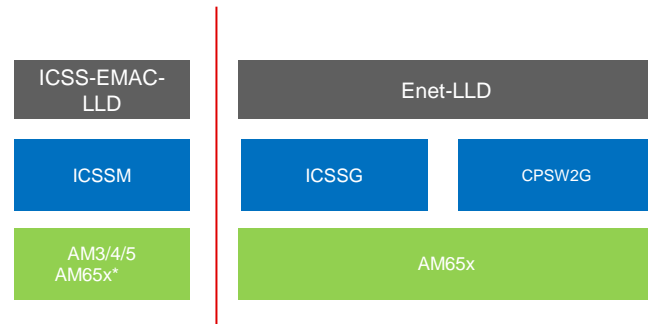 ICSS-EMAC-
LLD
Enet-LLD
ICSSM
ICSSG
CPSW2G
AM3/4/5
AM65x*
AM65x